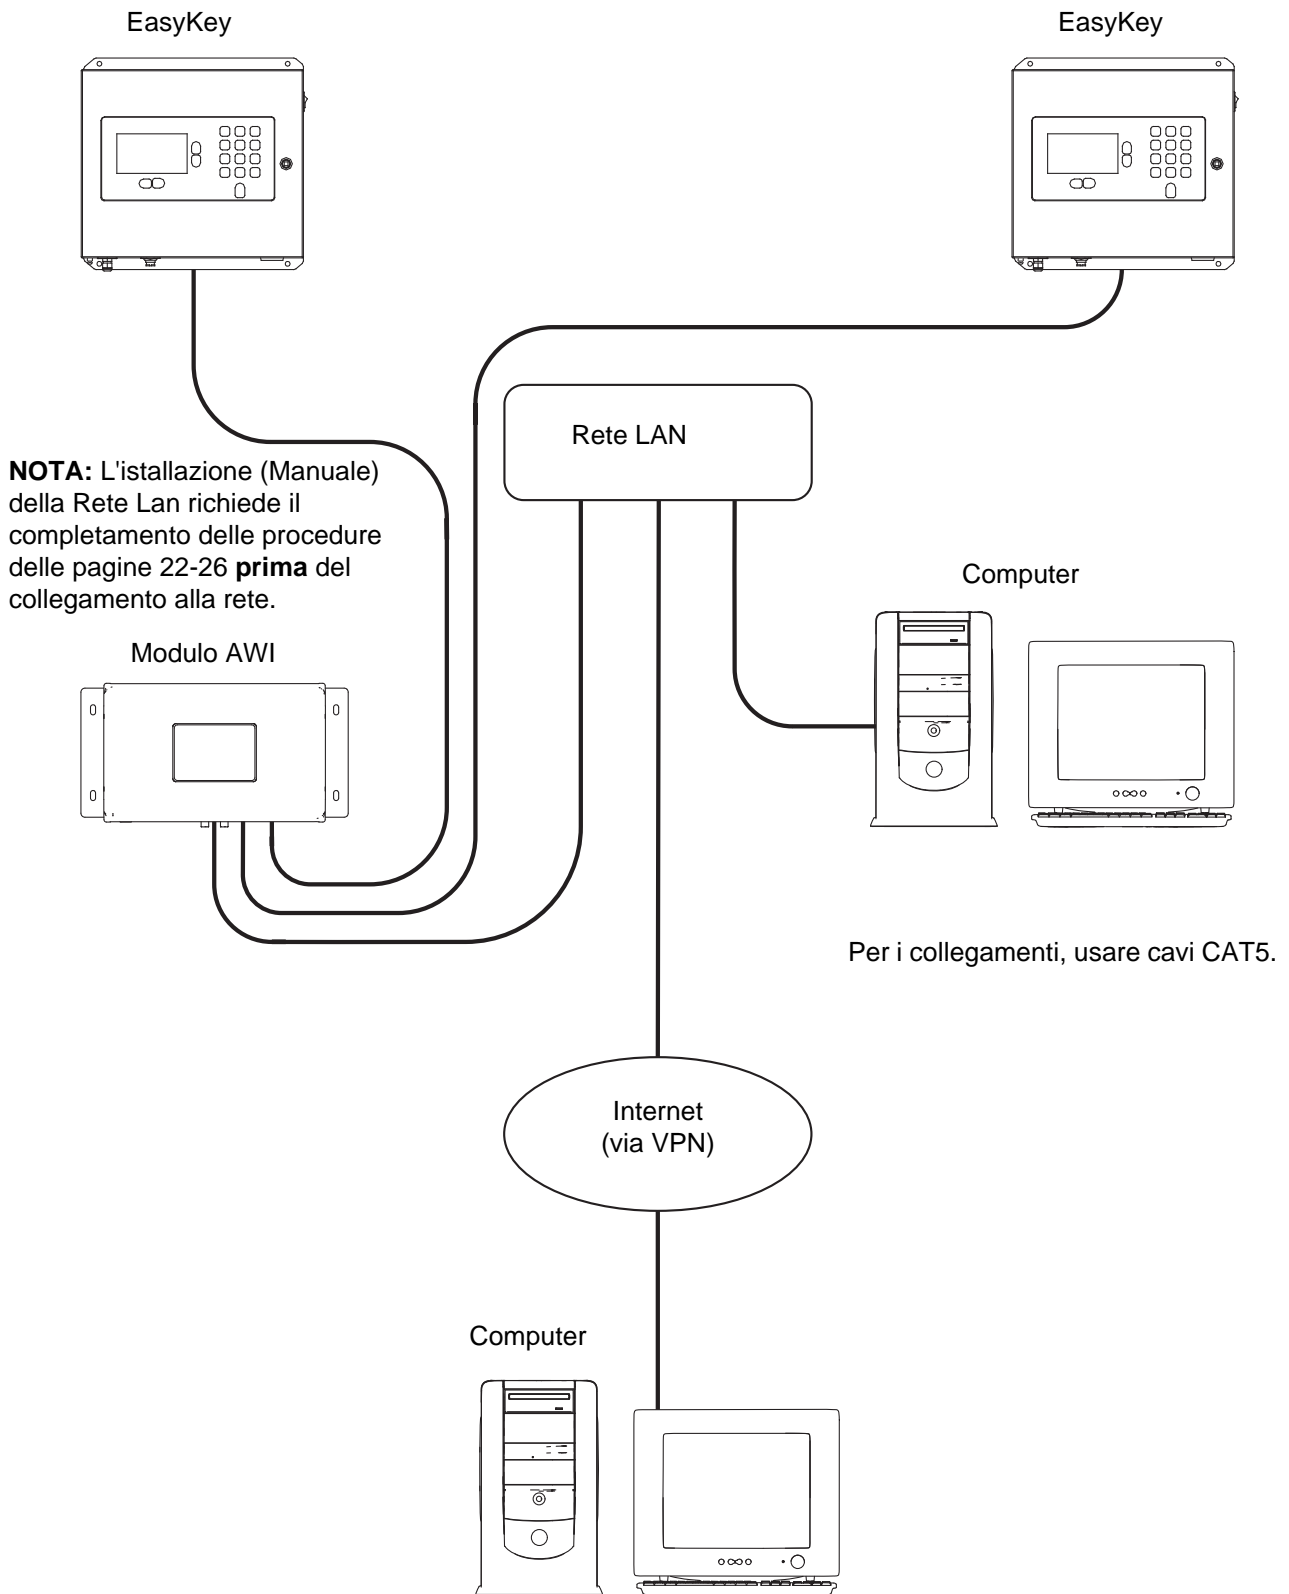 EasyKey
EasyKey
Rete LAN
NOTA: L'istallazione (Manuale)
della Rete Lan richiede il
completamento delle procedure
delle pagine 22-26 prima del
collegamento alla rete.
Computer
Modulo AWI
Per i collegamenti, usare cavi CAT5.
Internet
(via VPN)
Computer